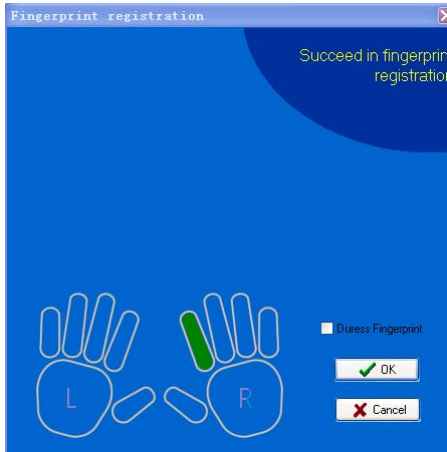 Fingerprint registration
Succeed in fingerprin
registration
L
R
Duress Fingerprint
OK
Cancel